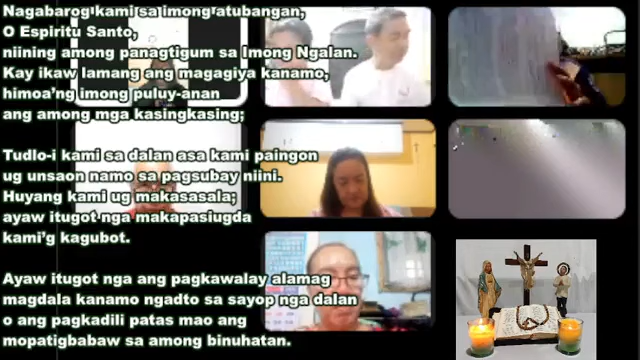 Nagabarog kami sa imong atubangan,
O Espiritu Santo,
niining among panagtigum sa Imong Ngalan.
Kay ikaw lamang ang magagiya kanamo,
himoa'ng imong puluy-anan
ang among mga kasingkasing;
Tudlo-i kami sa dalan asa kami paingon
ug unsaon namo sa pagsubay niini.
Huyang kami ug makasasala;
ayaw itugot nga makapasiugda
kami'g kagubot.
Ayaw itugot nga ang pagkawalay alamag
magdala kanamo ngadto sa sayop nga dalan
o ang pagkadili patas mao ang
mopatigbabaw sa among binuhatan.